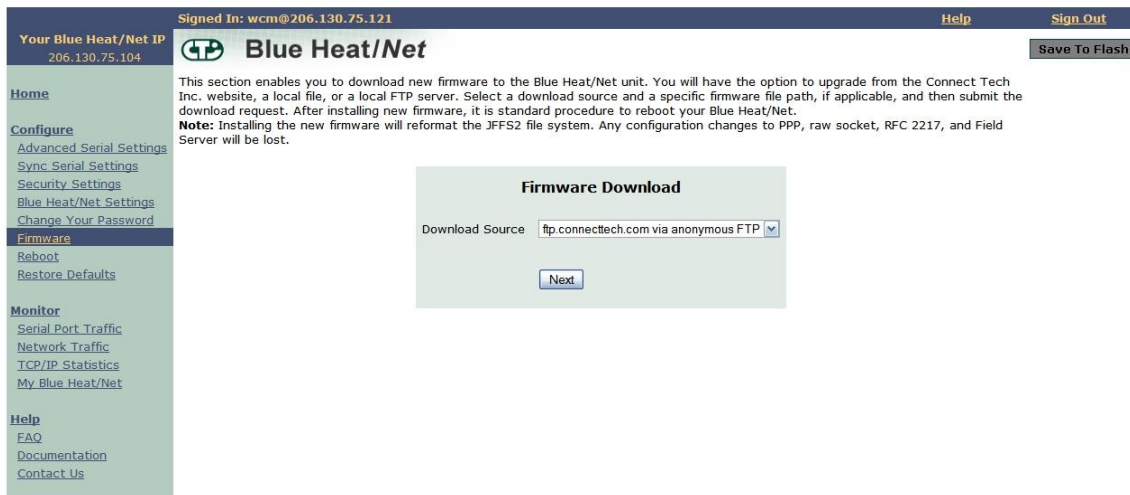 Signed In: wcm@206.130.75.121
Help
Sign Out
Your Blue Heat/Net IP
206.130.75.104
CTP
Blue Heat/Net
Save To Flash
Home
Configure
Advanced Serial Settings
Sync Serial Settings
Security Settings
Blue Heat/Net Settings
Change Your Password
Firmware
Reboot
Restore Defaults
Monitor
Serial Port Traffic
Network Traffic
TCP/IP Statistics
My Blue Heat/Net
Help
FAQ
Documentation
Contact Us
This section enables you to download new firmware to the Blue Heat/Net unit. You will have the option to upgrade from the Connect Tech
Inc. website, a local file, or a local FTP server. Select a download source and a specific firmware file path, if applicable, and then submit the
download request. After installing new firmware, it is standard procedure to reboot your Blue Heat/Net.
Note: Installing the new firmware will reformat the JFFS2 file system. Any configuration changes to PPP, raw socket, RFC 2217, and Field
Server will be lost.
Firmware Download
Download Source ftp.connecttech.com via anonymous FTP
Next